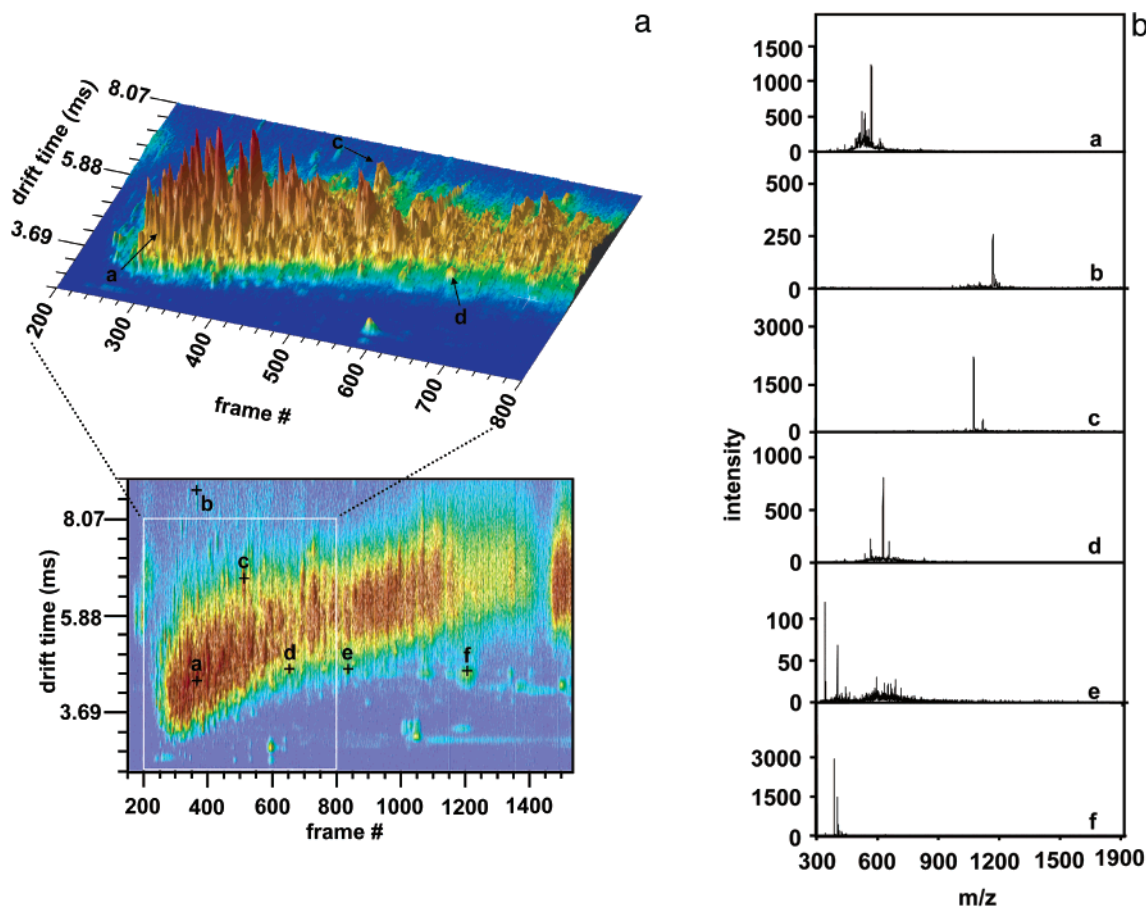 a
8.07
5.88
3.69
drift time (ms)
c
a
d
200
300
400
500
600
700
800
frame #
8.07
5.88
3.69
drift time (ms)
b
c
a
d
e
f
200 400 600 800 1000 1200 1400
frame #
b
intensity
1500
1000
500
0
a
500
250
0
b
3000
1500
0
c
1000
500
0
d
100
50
0
e
3000
1500
0
f
300 600 900 1200 1500 1900
m/z